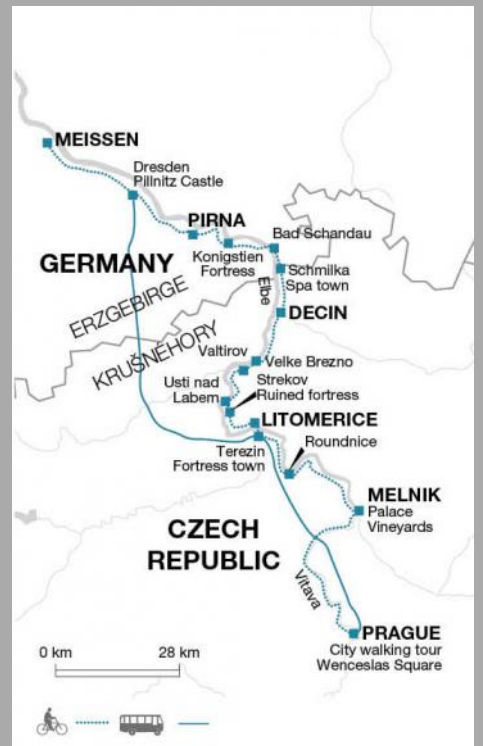 MEISSEN
Dresden
Pillnitz Castle
PIRNA
Bad Schandau
Konigstien
Fortress
GERMANY
Schmilka
Spa town
Elbe
ERZGEBIRGE
DECIN
KRUŠNÉHORY
Valtirov
Velke Brezno
Usti nad
Labem
Strekov
Ruined fortress
LITOMERICE
Roundnice
Terezin
Fortress town
MELNIK
Palace
Vineyards
CZECH
REPUBLIC
Vltava
PRAGUE
City walking tour
Wenceslas Square
0 km 28 km